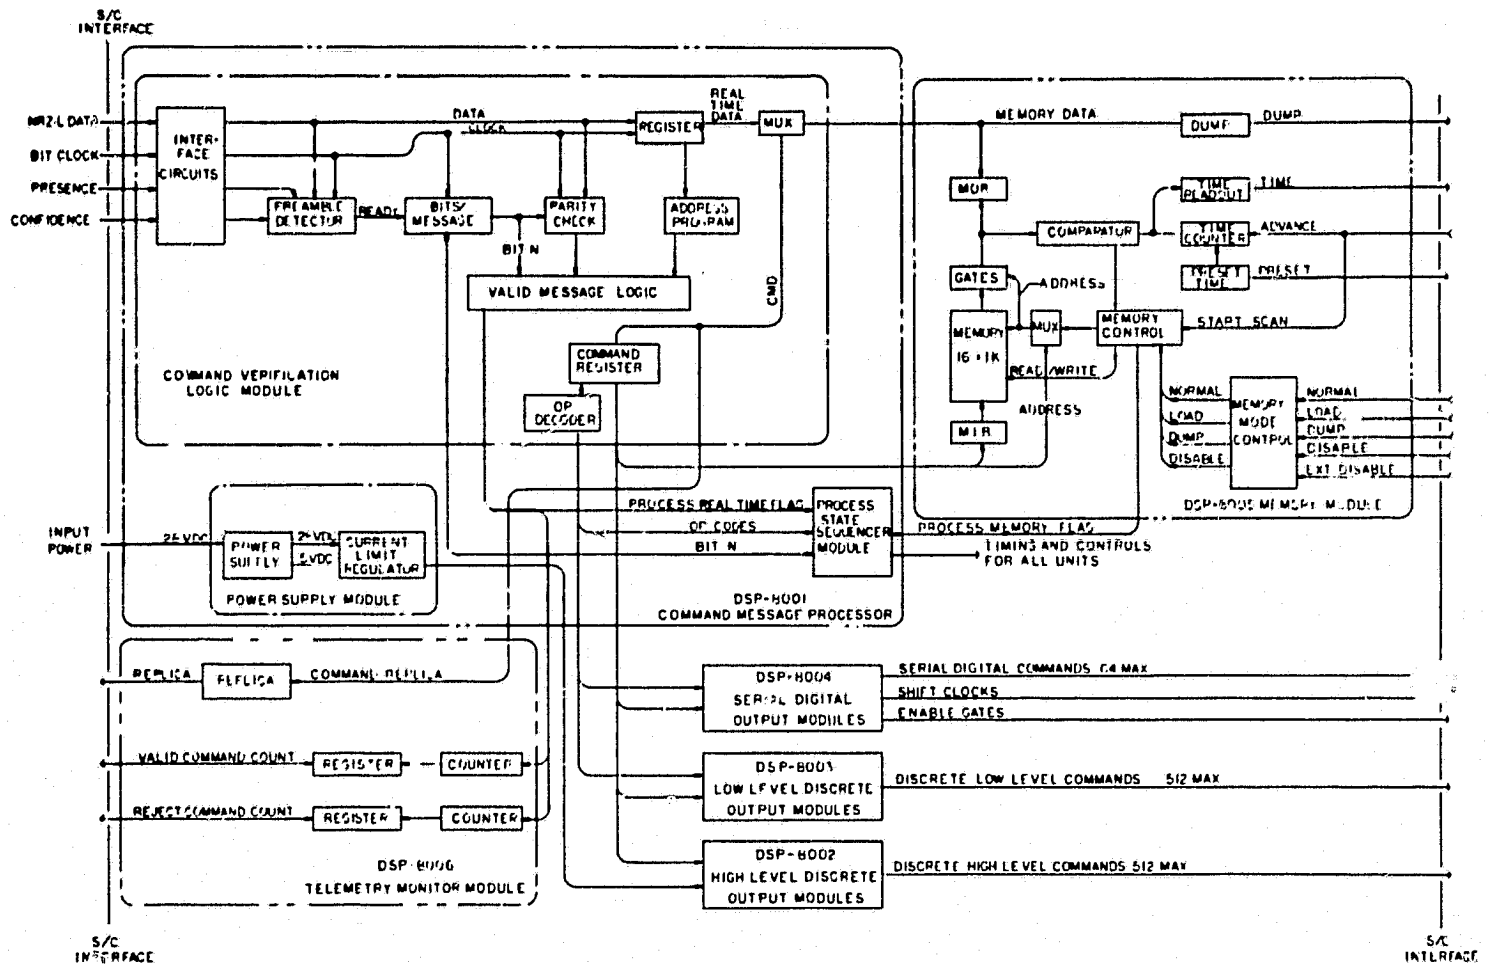 S/C
INTERFACE
NRZ-L DATA
BIT CLOCK
PRESENCE
CONFIDENCE
INTER-
FACE
CIRCUITS
DATA
CLOCK
REGISTER
REAL
TIME
DATA
MUX
PREAMBLE
DETECTOR
READY
BITS/
MESSAGE
PARITY
CHECK
ADDRESS
PROGRAM
BIT N
VALID MESSAGE LOGIC
CMD
COMMAND
REGISTER
OP
DECODER
COMMAND VERIFICATION
LOGIC MODULE
MEMORY DATA
DUMP
DUMP
MDR
TIME
READOUT
TIME
COMPARATOR
TIME
COUNTER
ADVANCE
GATES
ADDRESS
PRESET
TIME
PRESET
MEMORY
16 × 1K
MUX
MEMORY
CONTROL
START SCAN
READ/WRITE
ADDRESS
M.I.R.
NORMAL
LOAD
DUMP
DISABLE
MEMORY
MODE
CONTROL
NORMAL
LOAD
DUMP
DISABLE
EXT DISABLE
DSP-8005 MEMORY MODULE
INPUT
POWER
POWER
SUPPLY
CURRENT
LIMIT
REGULATOR
POWER SUPPLY MODULE
PROCESS REAL TIME FLAG
OP CODES
BIT N
PROCESS
STATE
SEQUENCER
MODULE
PROCESS MEMORY FLAG
TIMING AND CONTROLS
FOR ALL UNITS
DSP-8001
COMMAND MESSAGE PROCESSOR
REPLICA
REPLICA
COMMAND REPLICA
VALID COMMAND COUNT
REGISTER
COUNTER
REJECT COMMAND COUNT
REGISTER
COUNTER
DSP-8006
TELEMETRY MONITOR MODULE
DSP-8004
SERIAL DIGITAL
OUTPUT MODULES
SERIAL DIGITAL COMMANDS 64 MAX
SHIFT CLOCKS
ENABLE GATES
DSP-8003
LOW LEVEL DISCRETE
OUTPUT MODULES
DISCRETE LOW LEVEL COMMANDS 512 MAX
DSP-8002
HIGH LEVEL DISCRETE
OUTPUT MODULES
DISCRETE HIGH LEVEL COMMANDS 512 MAX
S/C
INTERFACE
S/C
INTERFACE